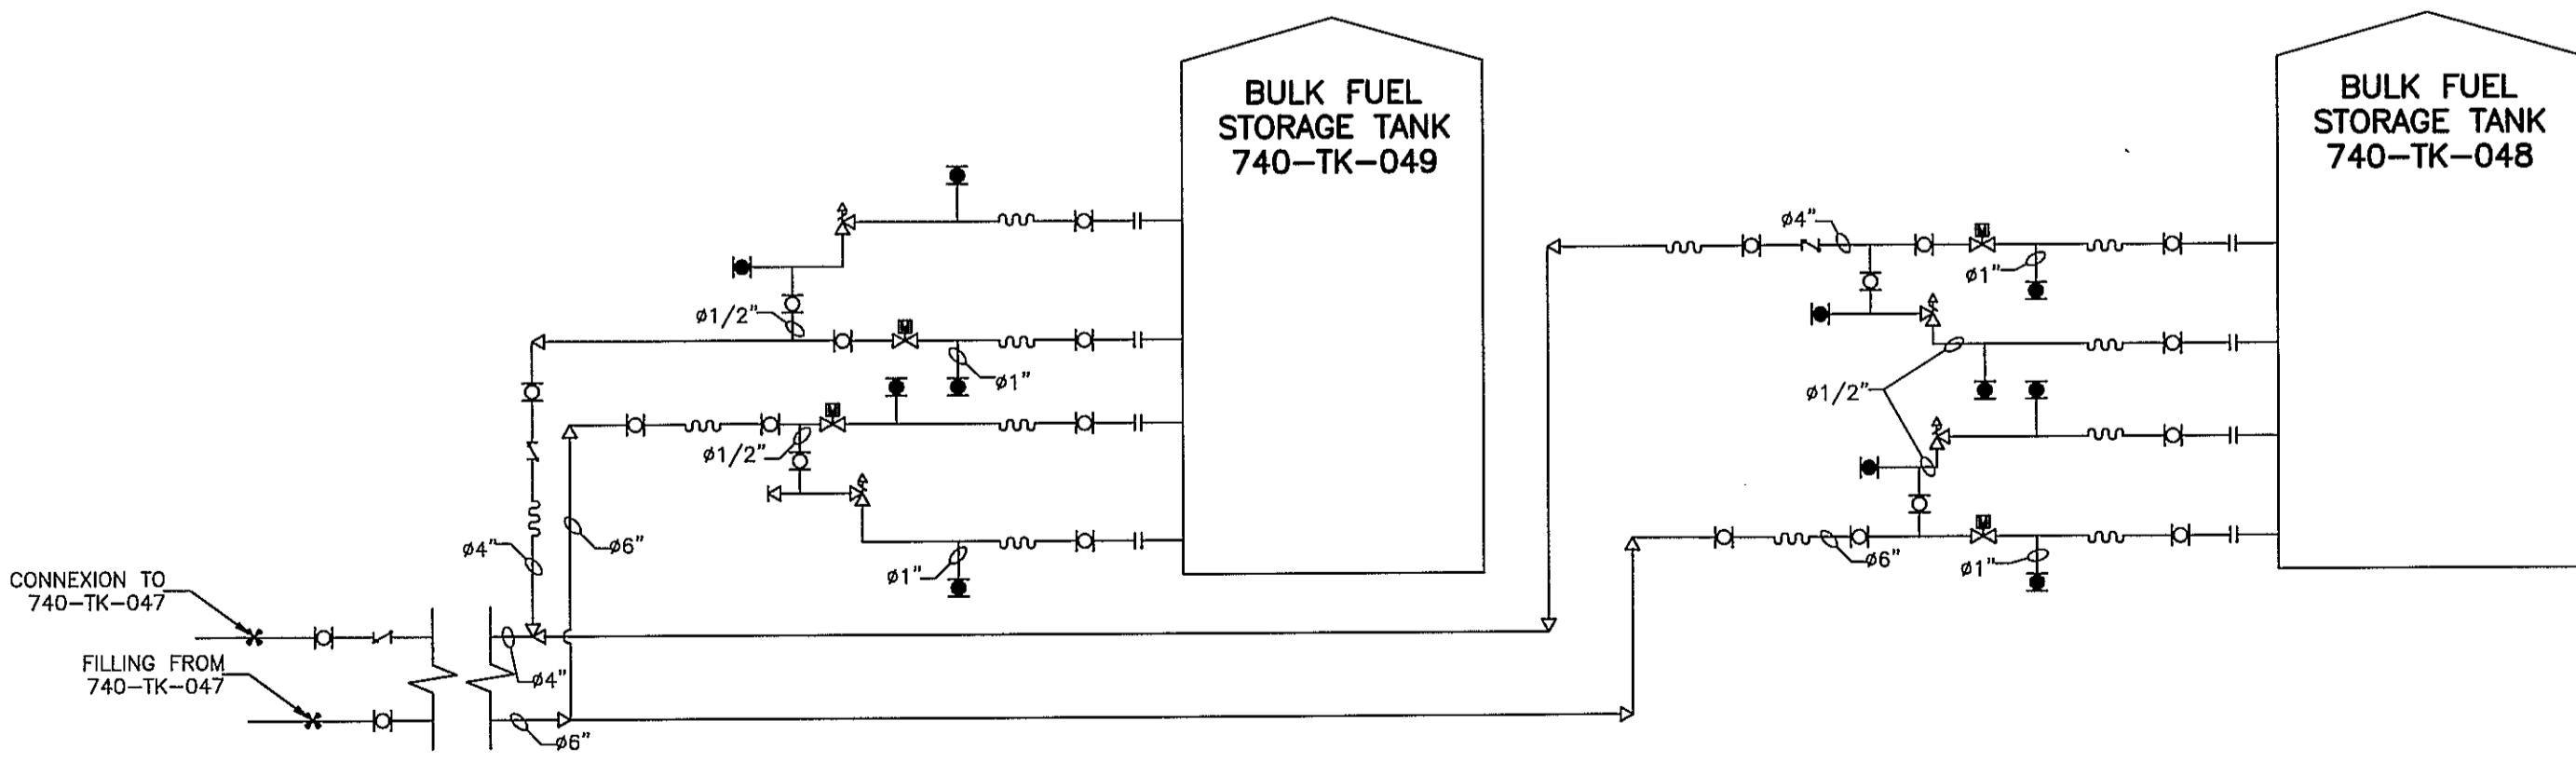 BULK FUEL
STORAGE TANK
740-TK-049
BULK FUEL
STORAGE TANK
740-TK-048
ø4"
ø1"
ø1/2"
ø1"
ø1/2"
ø1/2"
ø4"
ø6"
ø1"
ø6"
ø1"
CONNEXION TO
740-TK-047
FILLING FROM
740-TK-047
ø4"
ø6"
M
M
M
M